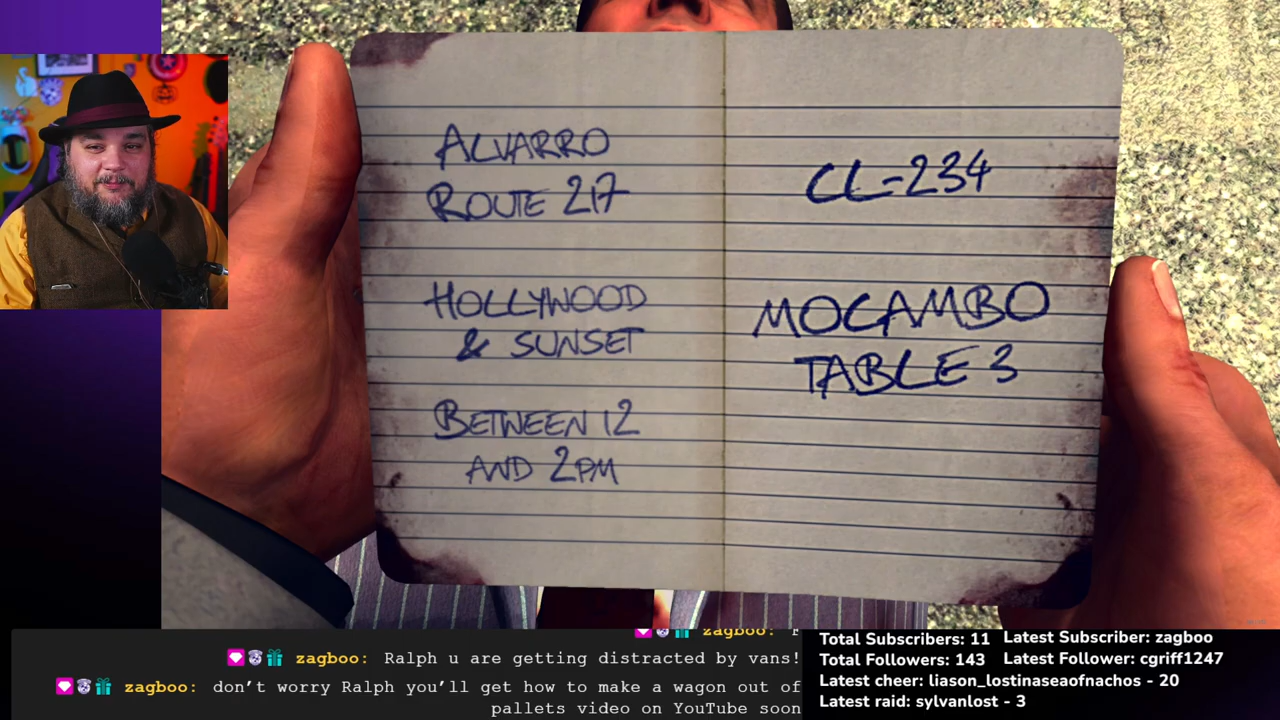 ALVARRO
ROUTE 217
HOLLYWOOD
& SUNSET
BETWEEN 12
AND 2PM
CL-234
MOCAMBO
TABLE 3
zagboo:
zagboo: Ralph u are getting distracted by vans!
zagboo: don't worry Ralph you'll get how to make a wagon out of
pallets video on YouTube soon
Total Subscribers: 11 Latest Subscriber: zagboo
Total Followers: 143 Latest Follower: cgriff1247
Latest cheer: liason_lostinaseaofnachos - 20
Latest raid: sylvanlost - 3